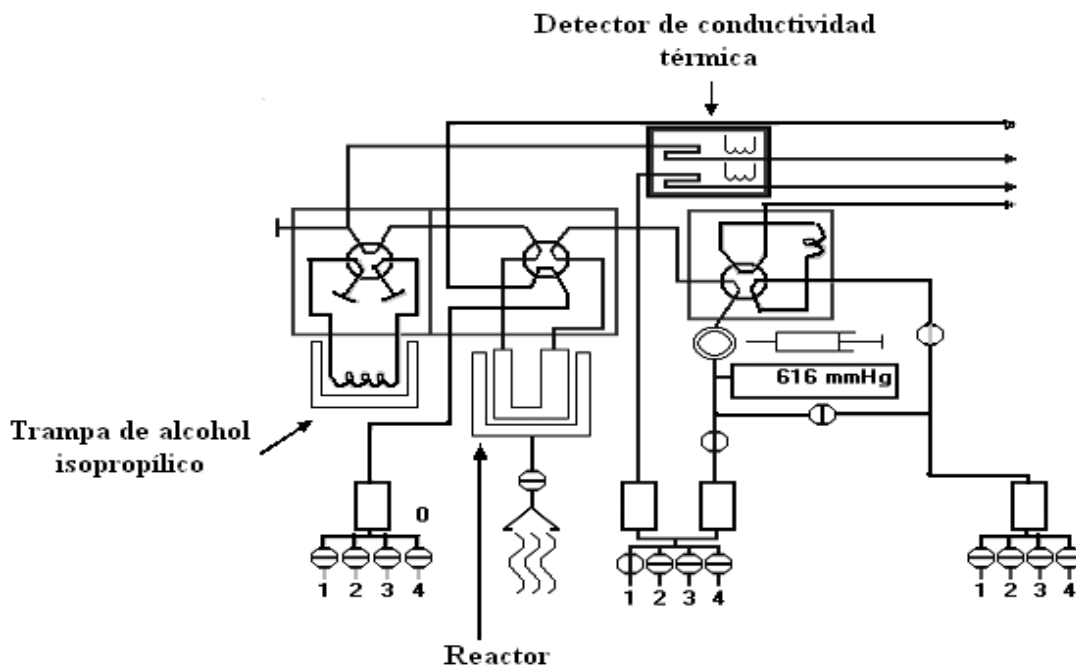 Detector de conductividad
térmica
616 mmHg
Trampa de alcohol
isopropílico
0
1 2 3 4
1 2 3 4
1 2 3 4
Reactor